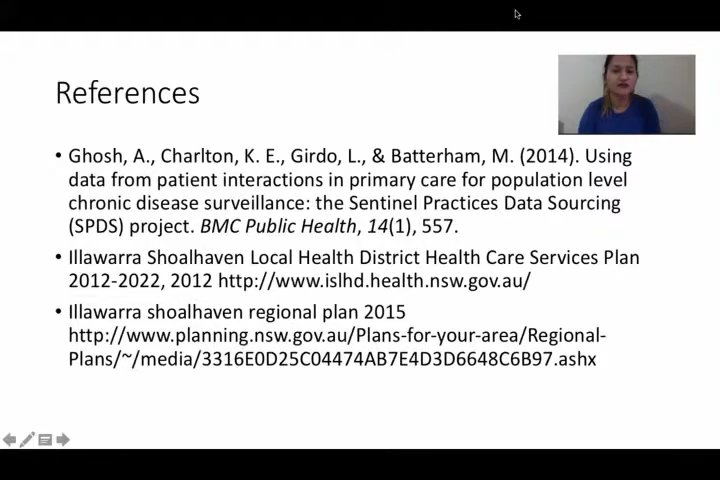 References
• Ghosh, A., Charlton, K. E., Girdo, L., & Batterham, M. (2014). Using
data from patient interactions in primary care for population level
chronic disease surveillance: the Sentinel Practices Data Sourcing
(SPDS) project. BMC Public Health, 14(1), 557.
• Illawarra Shoalhaven Local Health District Health Care Services Plan
2012-2022, 2012 http://www.islhd.health.nsw.gov.au/
• Illawarra shoalhaven regional plan 2015
http://www.planning.nsw.gov.au/Plans-for-your-area/Regional-
Plans/~/media/3316E0D25C04474AB7E4D3D6648C6B97.ashx